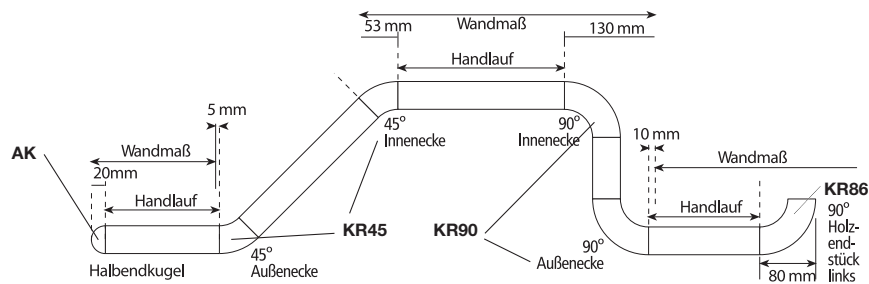 Wandmaß
53 mm
130 mm
Handlauf
5 mm
45°
Innenecke
90°
Innenecke
10 mm
AK
Wandmaß
Wandmaß
20mm
Handlauf
KR45
KR90
Handlauf
KR86
90°
Holz-
end-
stück
links
Halbendkugel
45°
Außenecke
90°
Außenecke
80 mm